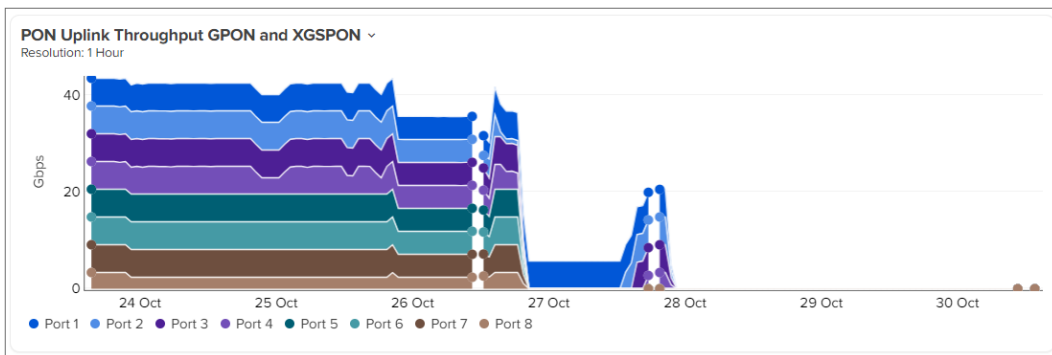 PON Uplink Throughput GPON and XGSPON
Resolution: 1 Hour
40
Gbps
20
0
24 Oct 25 Oct 26 Oct 27 Oct 28 Oct 29 Oct 30 Oct
Port 1 Port 2 Port 3 Port 4 Port 5 Port 6 Port 7 Port 8